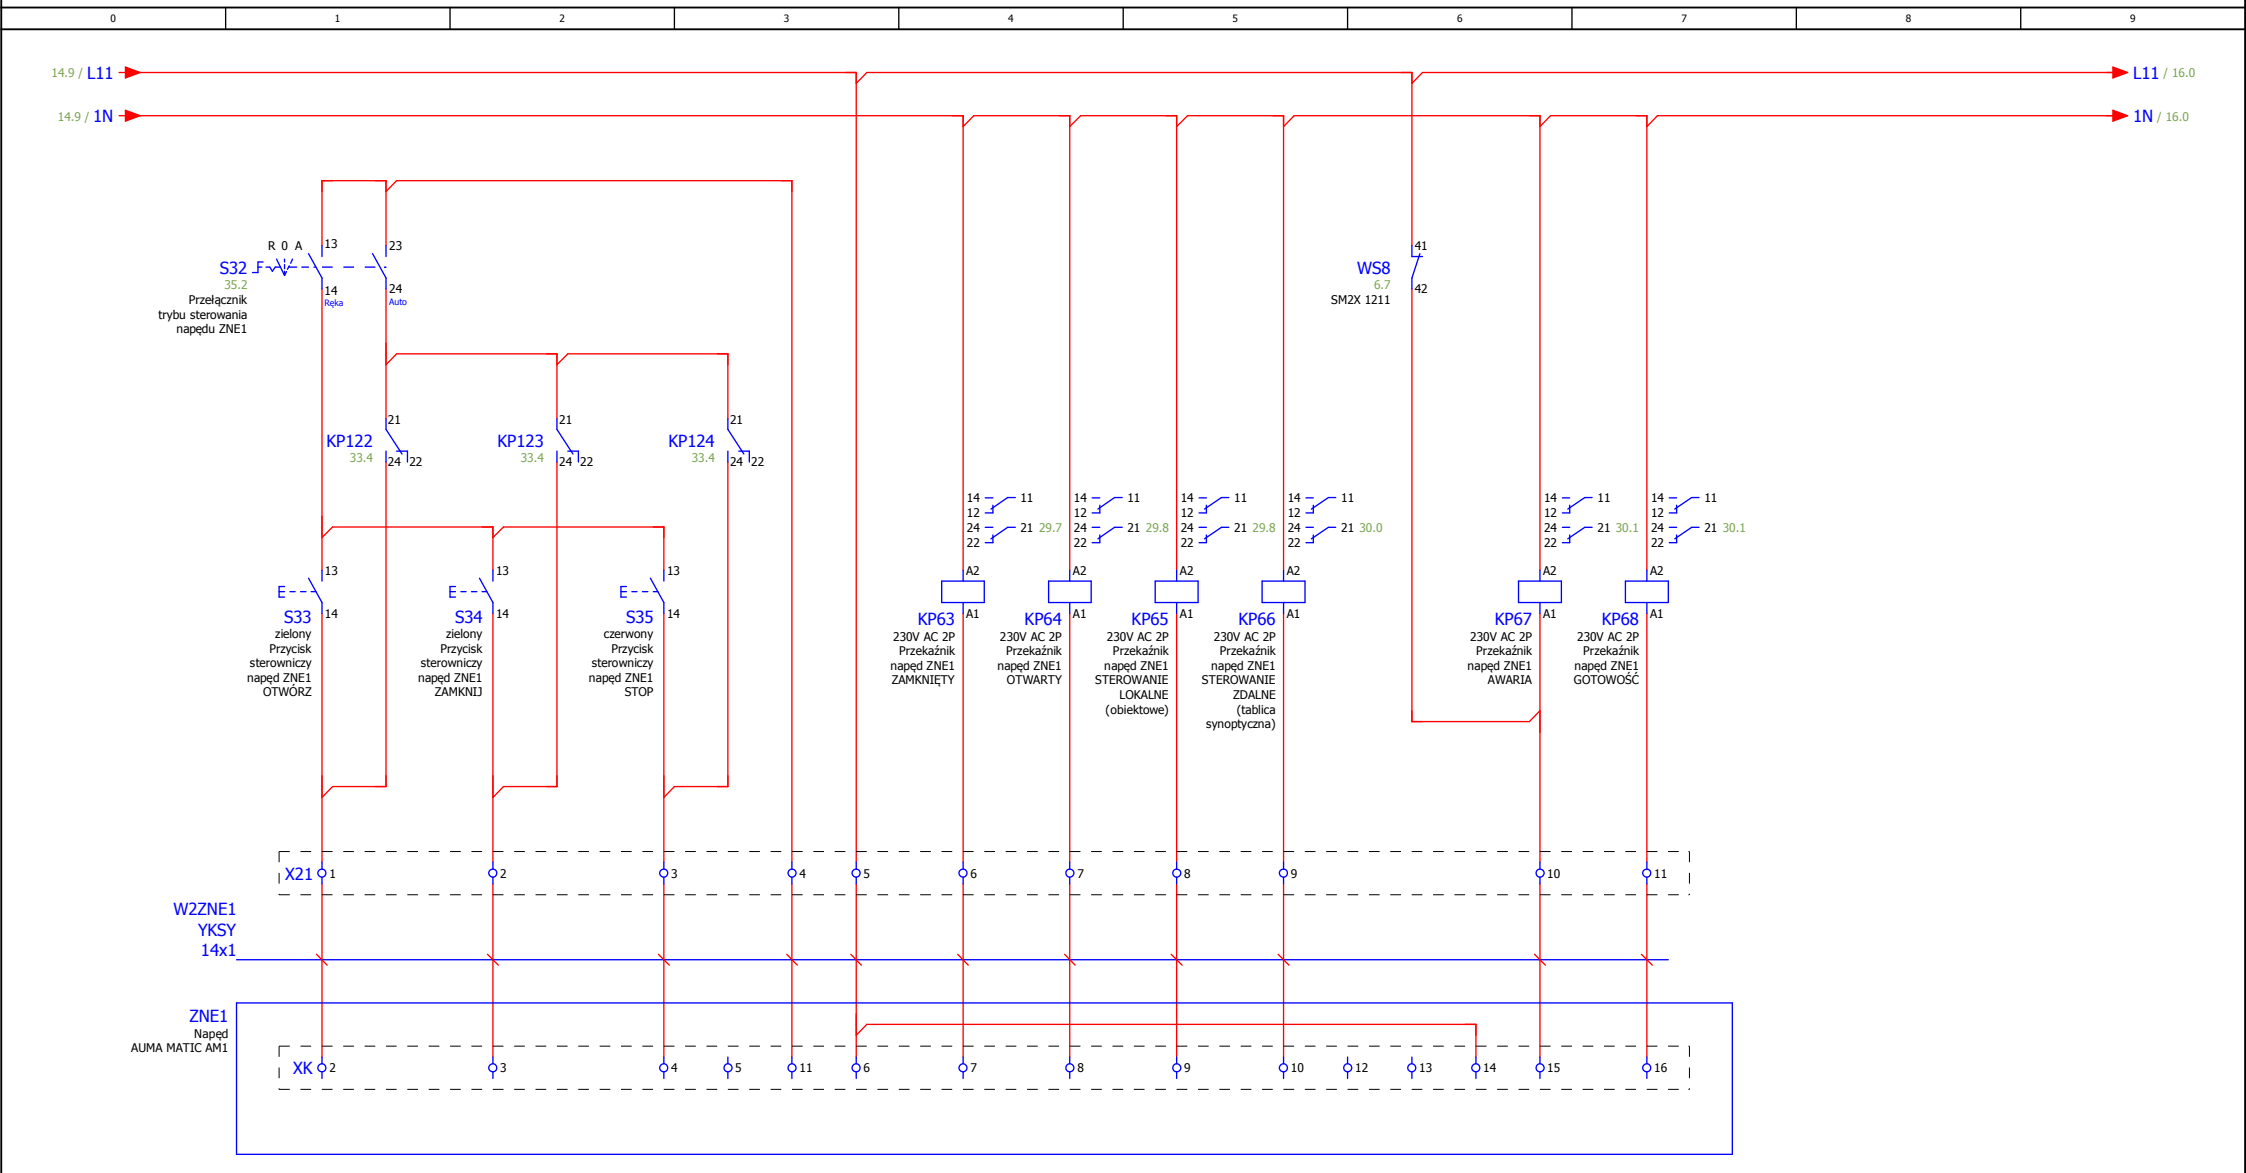 0 1 2 3 4 5 6 7 8 9
14.9 / L11
L11 / 16.0
14.9 / 1N
1N / 16.0
R 0 A
13
23
S32
35.2
14
Ręka
24
Auto
Przełącznik
trybu sterowania
napędu ZNE1
41
WS8
6.7
42
SM2X 1211
21
KP122
33.4
24 22
21
KP123
33.4
24 22
21
KP124
33.4
24 22
13
E
S33
14
zielony
Przycisk
sterowniczy
napęd ZNE1
OTWÓRZ
13
E
S34
14
zielony
Przycisk
sterowniczy
napęd ZNE1
ZAMKNIJ
13
E
S35
14
czerwony
Przycisk
sterowniczy
napęd ZNE1
STOP
14 11
12
24 21 29.7
22
A2
KP63
A1
230V AC 2P
Przekaźnik
napęd ZNE1
ZAMKNIĘTY
14 11
12
24 21 29.8
22
A2
KP64
A1
230V AC 2P
Przekaźnik
napęd ZNE1
OTWARTY
14 11
12
24 21 29.8
22
A2
KP65
A1
230V AC 2P
Przekaźnik
napęd ZNE1
STEROWANIE
LOKALNE
(obiektowe)
14 11
12
24 21 30.0
22
A2
KP66
A1
230V AC 2P
Przekaźnik
napęd ZNE1
STEROWANIE
ZDALNE
(tablica
synoptyczna)
14 11
12
24 21 30.1
22
A2
KP67
A1
230V AC 2P
Przekaźnik
napęd ZNE1
AWARIA
14 11
12
24 21 30.1
22
A2
KP68
A1
230V AC 2P
Przekaźnik
napęd ZNE1
GOTOWOŚĆ
X21 1 2 3 4 5 6 7 8 9 10 11
W2ZNE1
YKSY
14x1
ZNE1
Napęd
AUMA MATIC AM1
XK 2 3 4 5 11 6 7 8 9 10 12 13 14 15 16